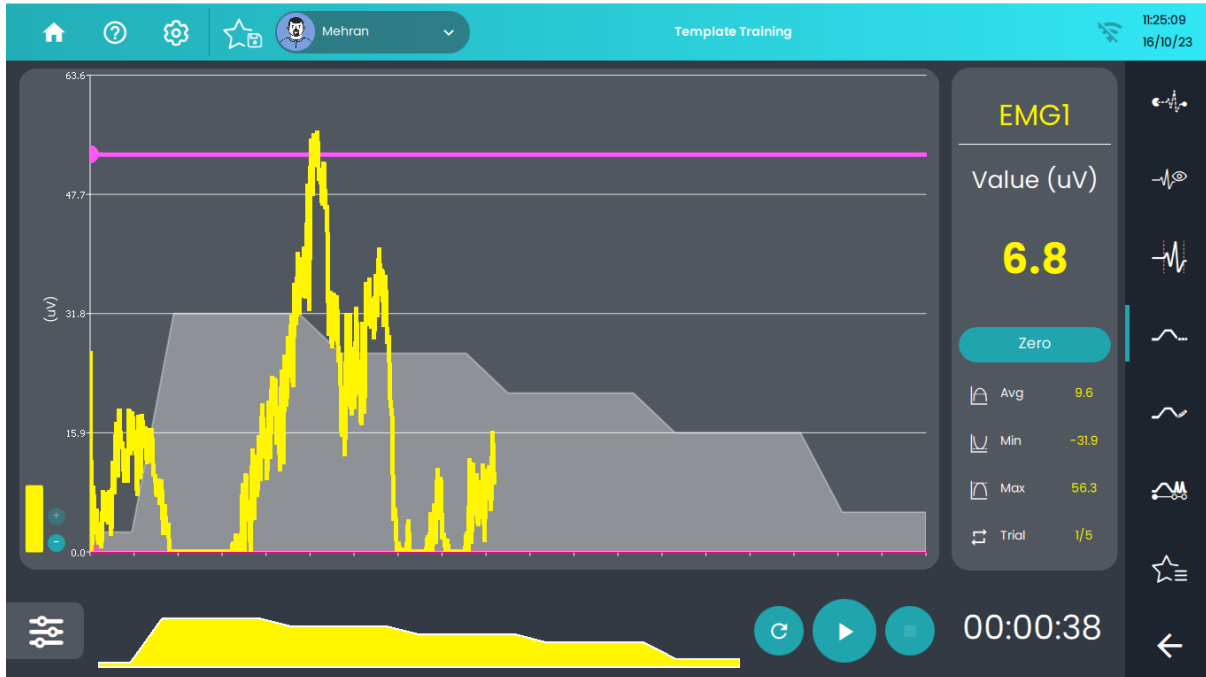 Mehran
Template Training
11:25:09
16/10/23
63.6
47.7
31.8
15.9
0.0
(uV)
EMG1
Value (uV)
6.8
Zero
Avg 9.6
Min -31.9
Max 56.3
Trial 1/5
00:00:38